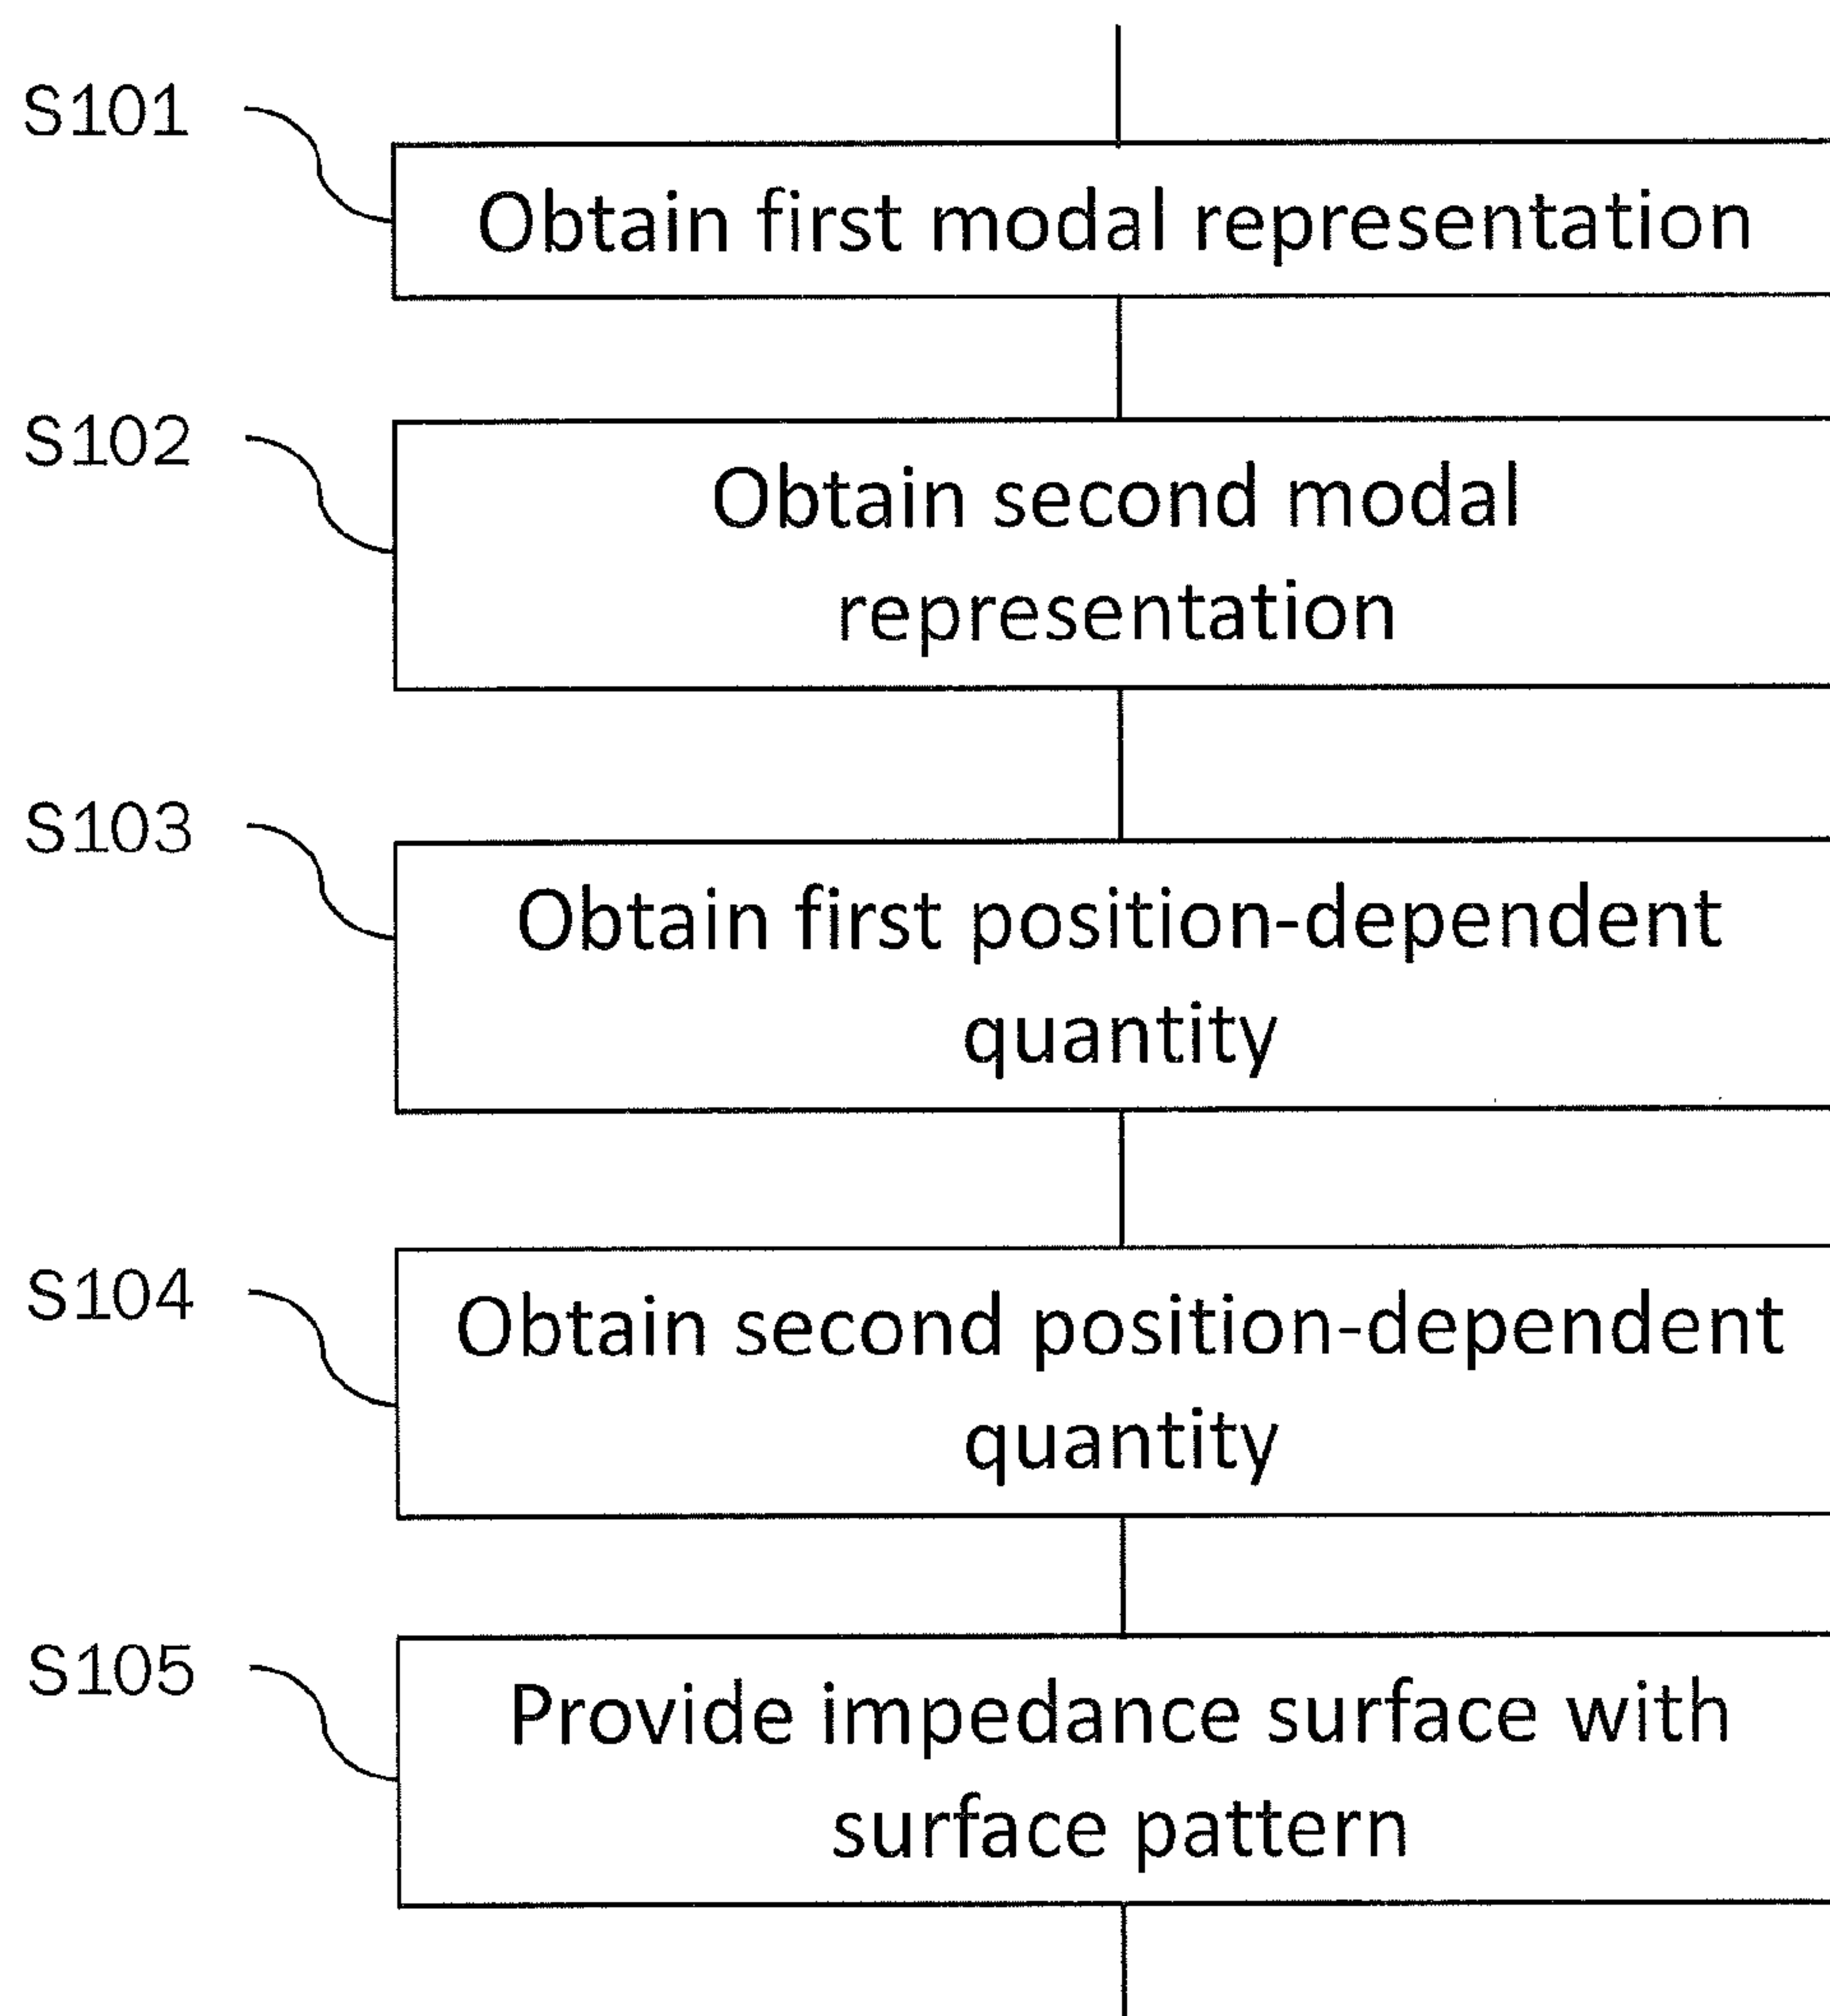 S101
Obtain first modal representation
S102
Obtain second modal
representation
S103
Obtain first position-dependent
quantity
S104
Obtain second position-dependent
quantity
S105
Provide impedance surface with
surface pattern